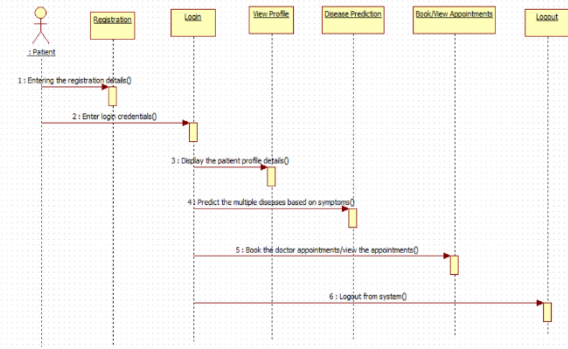 Registration
Login
View Profile
Disease Prediction
Book/View Appointments
Logout
: Patient
1 : Entering the registration details()
2 : Enter login credentials()
3 : Display the patient profile details()
4 : Predict the multiple diseases based on symptoms()
5 : Book the doctor appointments/view the appointments()
6 : Logout from system()